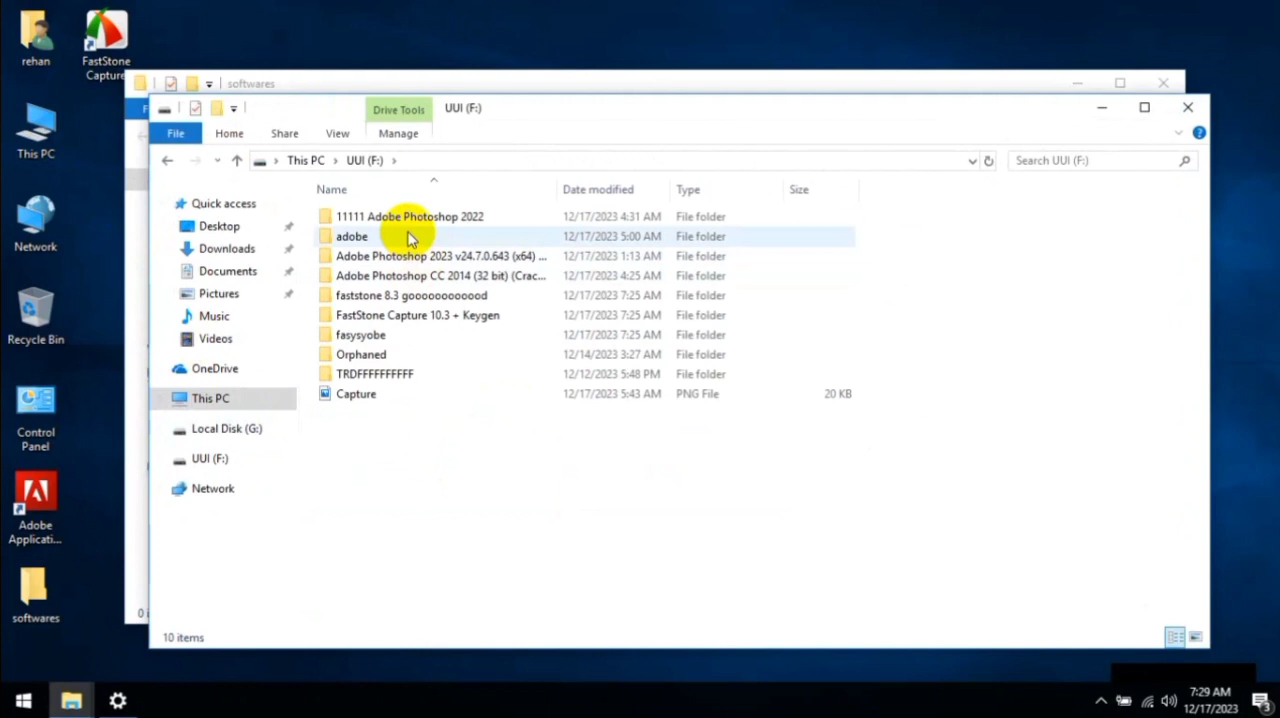 rehan
FastStone
Capture
This PC
Network
Recycle Bin
Control
Panel
Adobe
Applicati...
softwares
softwares
Drive Tools
UUI (F:)
File
Home
Share
View
Manage
This PC
UUI (F:)
Search UUI (F:)
Name
Date modified
Type
Size
Quick access
Desktop
Downloads
Documents
Pictures
Music
Videos
OneDrive
This PC
Local Disk (G:)
UUI (F:)
Network
11111 Adobe Photoshop 2022 12/17/2023 4:31 AM File folder
adobe 12/17/2023 5:00 AM File folder
Adobe Photoshop 2023 v24.7.0.643 (x64) ... 12/17/2023 1:13 AM File folder
Adobe Photoshop CC 2014 (32 bit) (Crac... 12/17/2023 4:25 AM File folder
faststone 8.3 goooooooooood 12/17/2023 7:25 AM File folder
FastStone Capture 10.3 + Keygen 12/17/2023 7:25 AM File folder
fasysyobe 12/17/2023 7:25 AM File folder
Orphaned 12/14/2023 3:27 AM File folder
TRDFFFFFFFFFF 12/12/2023 5:48 PM File folder
Capture 12/17/2023 5:43 AM PNG File 20 KB
10 items
7:29 AM
12/17/2023
3